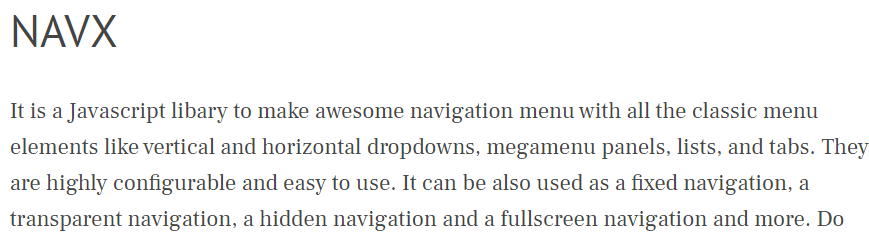 NAVX
It is a Javascript libary to make awesome navigation menu with all the classic menu
elements like vertical and horizontal dropdowns, megamenu panels, lists, and tabs. They
are highly configurable and easy to use. It can be also used as a fixed navigation, a
transparent navigation, a hidden navigation and a fullscreen navigation and more. Do